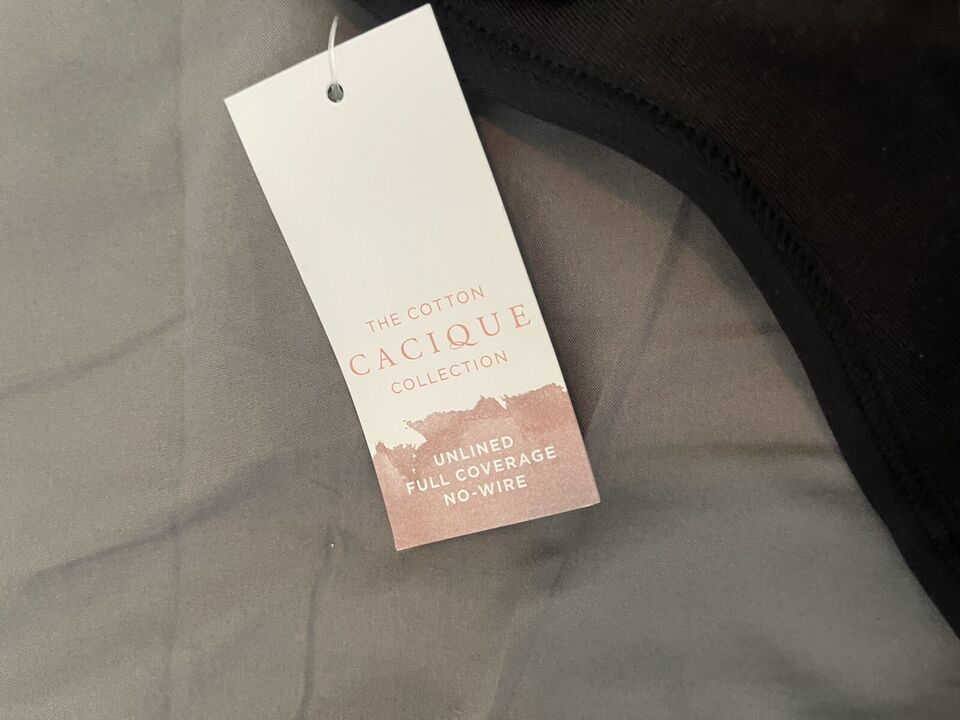 THE COTTON
CACIQUE
COLLECTION
UNLINED
FULL COVERAGE
NO-WIRE